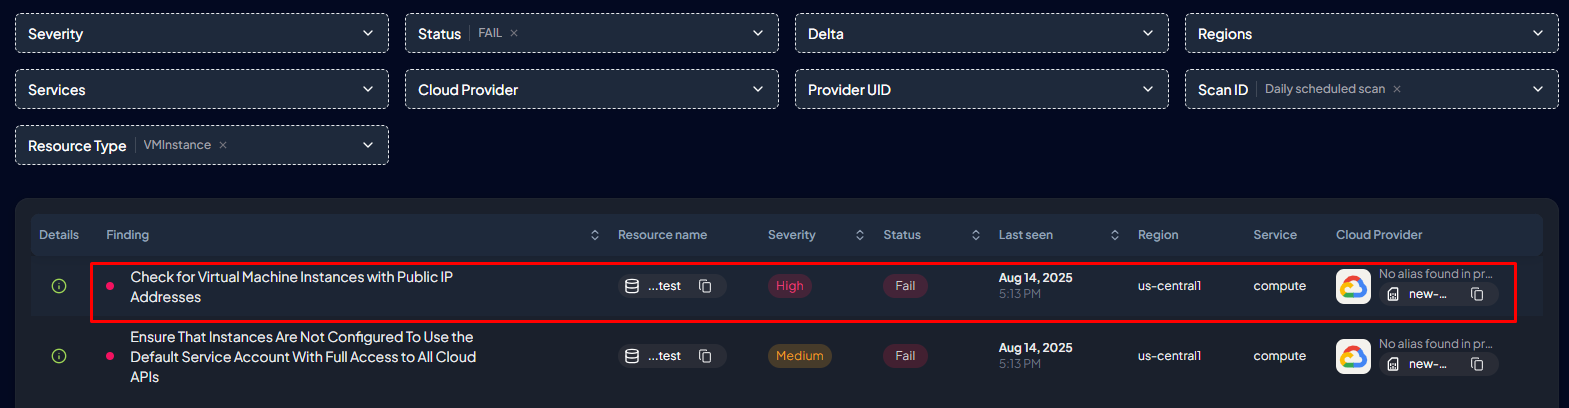 Severity
Status FAIL ×
Delta
Regions
Services
Cloud Provider
Provider UID
Scan ID Daily scheduled scan ×
Resource Type VMInstance ×
Details Finding Resource name Severity Status Last seen Region Service Cloud Provider
Check for Virtual Machine Instances with Public IP
Addresses
...test
High
Fail
Aug 14, 2025
5:13 PM
us-central1
compute
No alias found in pr...
new-...
Ensure That Instances Are Not Configured To Use the
Default Service Account With Full Access to All Cloud
APIs
...test
Medium
Fail
Aug 14, 2025
5:13 PM
us-central1
compute
No alias found in pr...
new-...